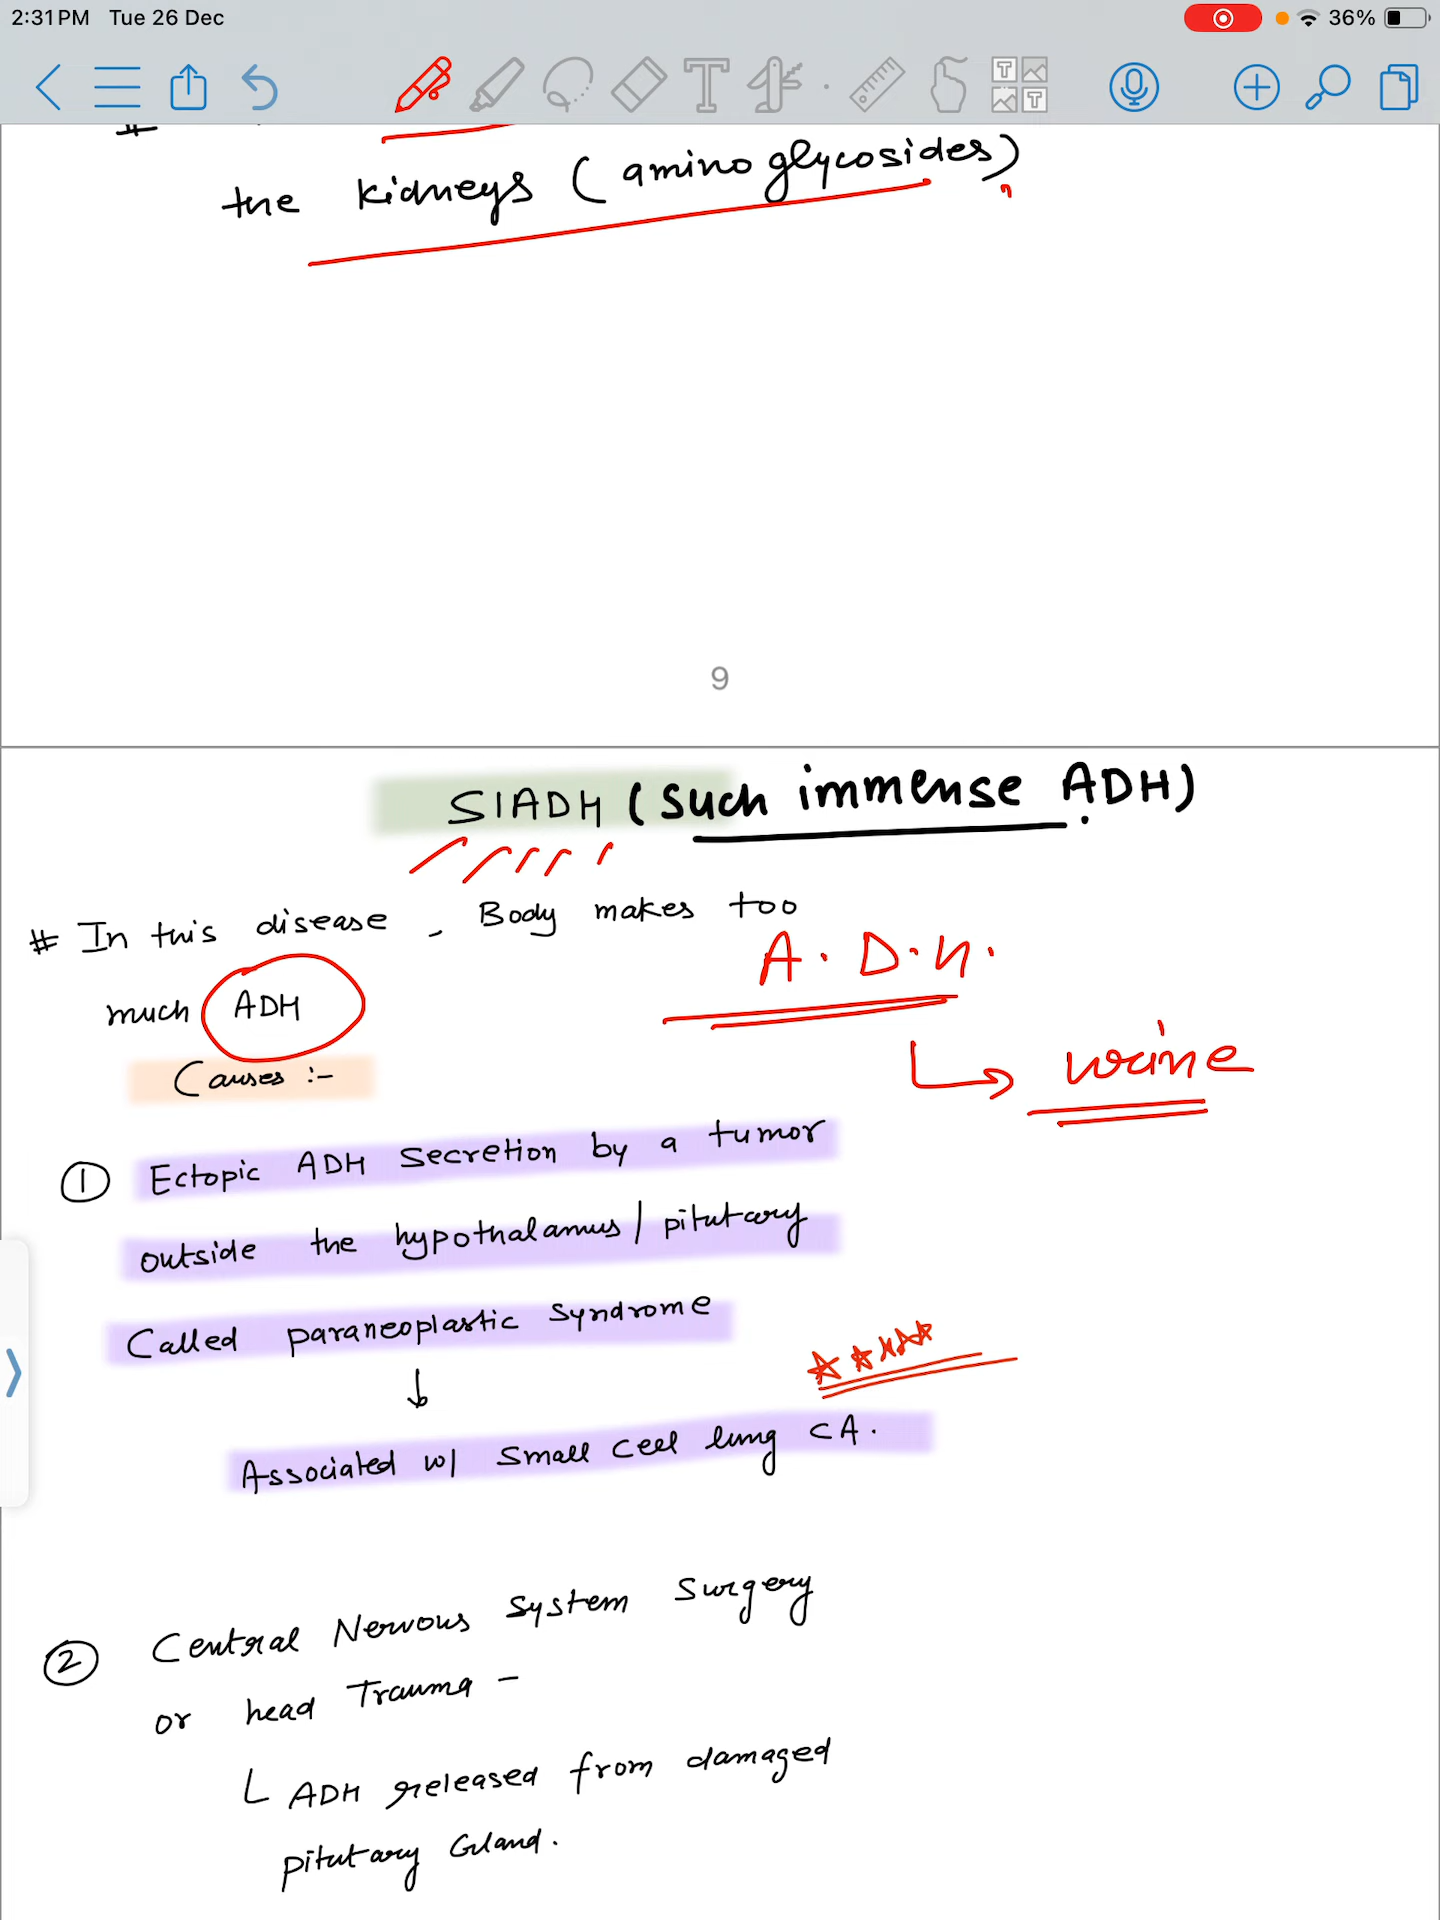 2:31 PM Tue 26 Dec
36%
the kidneys (aminoglycosides)
9
SIADH (Such immense ADH)
# In this disease - Body makes too
A. D. H.
much ADH
urine
Causes :-
① Ectopic ADH secretion by a tumor
outside the hypothalamus / pitutary
Called paraneoplastic Syndrome
↓
Associated w/ Small cell lung CA.
② Central Nervous System Surgery
or head Trauma -
ADH released from damaged
pitutary Gland.